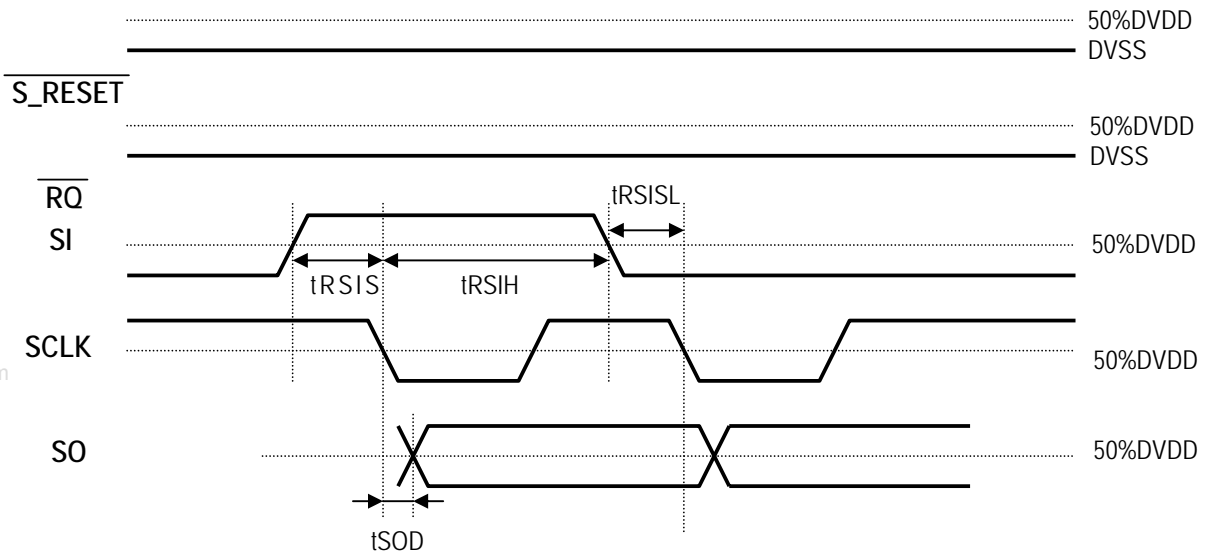 50%DVDD
DVSS
S_RESET
50%DVDD
DVSS
RQ
tRSISL
SI
50%DVDD
tRSIS
tRSIH
SCLK
50%DVDD
m
SO
50%DVDD
tSOD